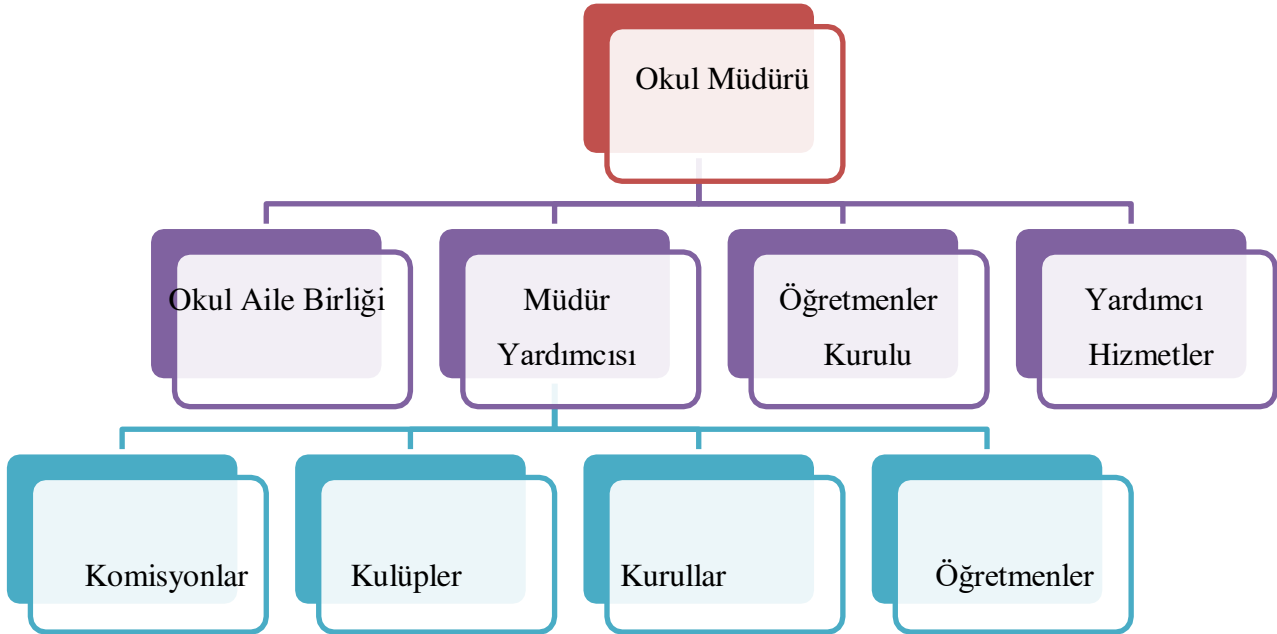 Okul Müdürü
Okul Aile Birliği
Müdür
Yardımcısı
Öğretmenler
Kurulu
Yardımcı
Hizmetler
Komisyonlar
Kulüpler
Kurullar
Öğretmenler